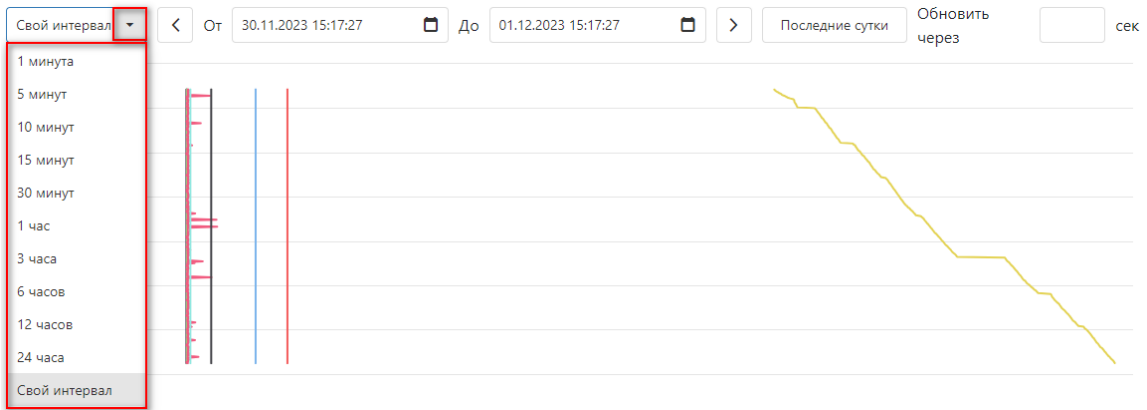 Свой интервал От 30.11.2023 15:17:27 До 01.12.2023 15:17:27 Последние сутки Обновить через сек
1 минута
5 минут
10 минут
15 минут
30 минут
1 час
3 часа
6 часов
12 часов
24 часа
Свой интервал